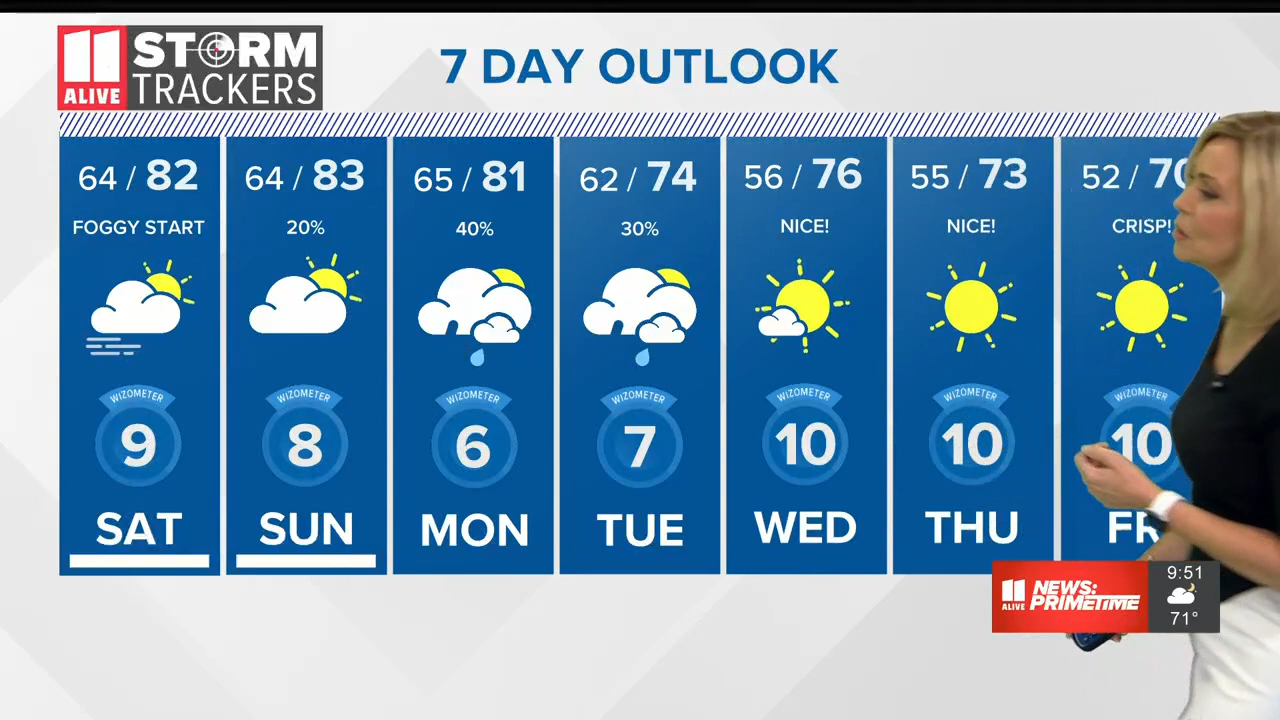 11 ALIVE
STORM TRACKERS
7 DAY OUTLOOK
64 / 82
64 / 83
65 / 81
62 / 74
56 / 76
55 / 73
52 / 70
FOGGY START
20%
40%
30%
NICE!
NICE!
CRISP!
WIZOMETER
WIZOMETER
WIZOMETER
WIZOMETER
WIZOMETER
WIZOMETER
9
8
6
7
10
10
10
SAT
SUN
MON
TUE
WED
THU
FR
11 ALIVE
NEWS:
PRIMETIME
9:51
71°